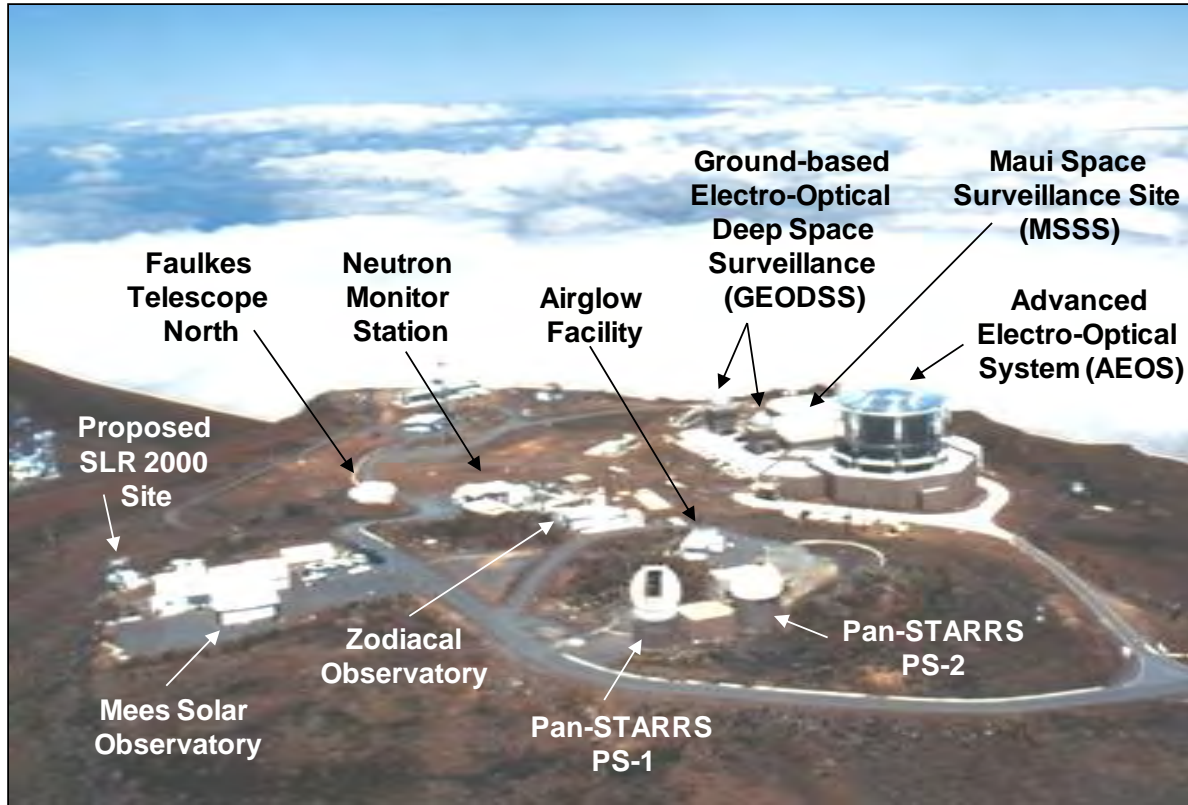 Ground-based
Electro-Optical
Deep Space
Surveillance
(GEODSS)
Maui Space
Surveillance Site
(MSSS)
Faulkes
Telescope
North
Neutron
Monitor
Station
Airglow
Facility
Advanced
Electro-Optical
System (AEOS)
Proposed
SLR 2000
Site
Zodiacal
Observatory
Pan-STARRS
PS-2
Mees Solar
Observatory
Pan-STARRS
PS-1